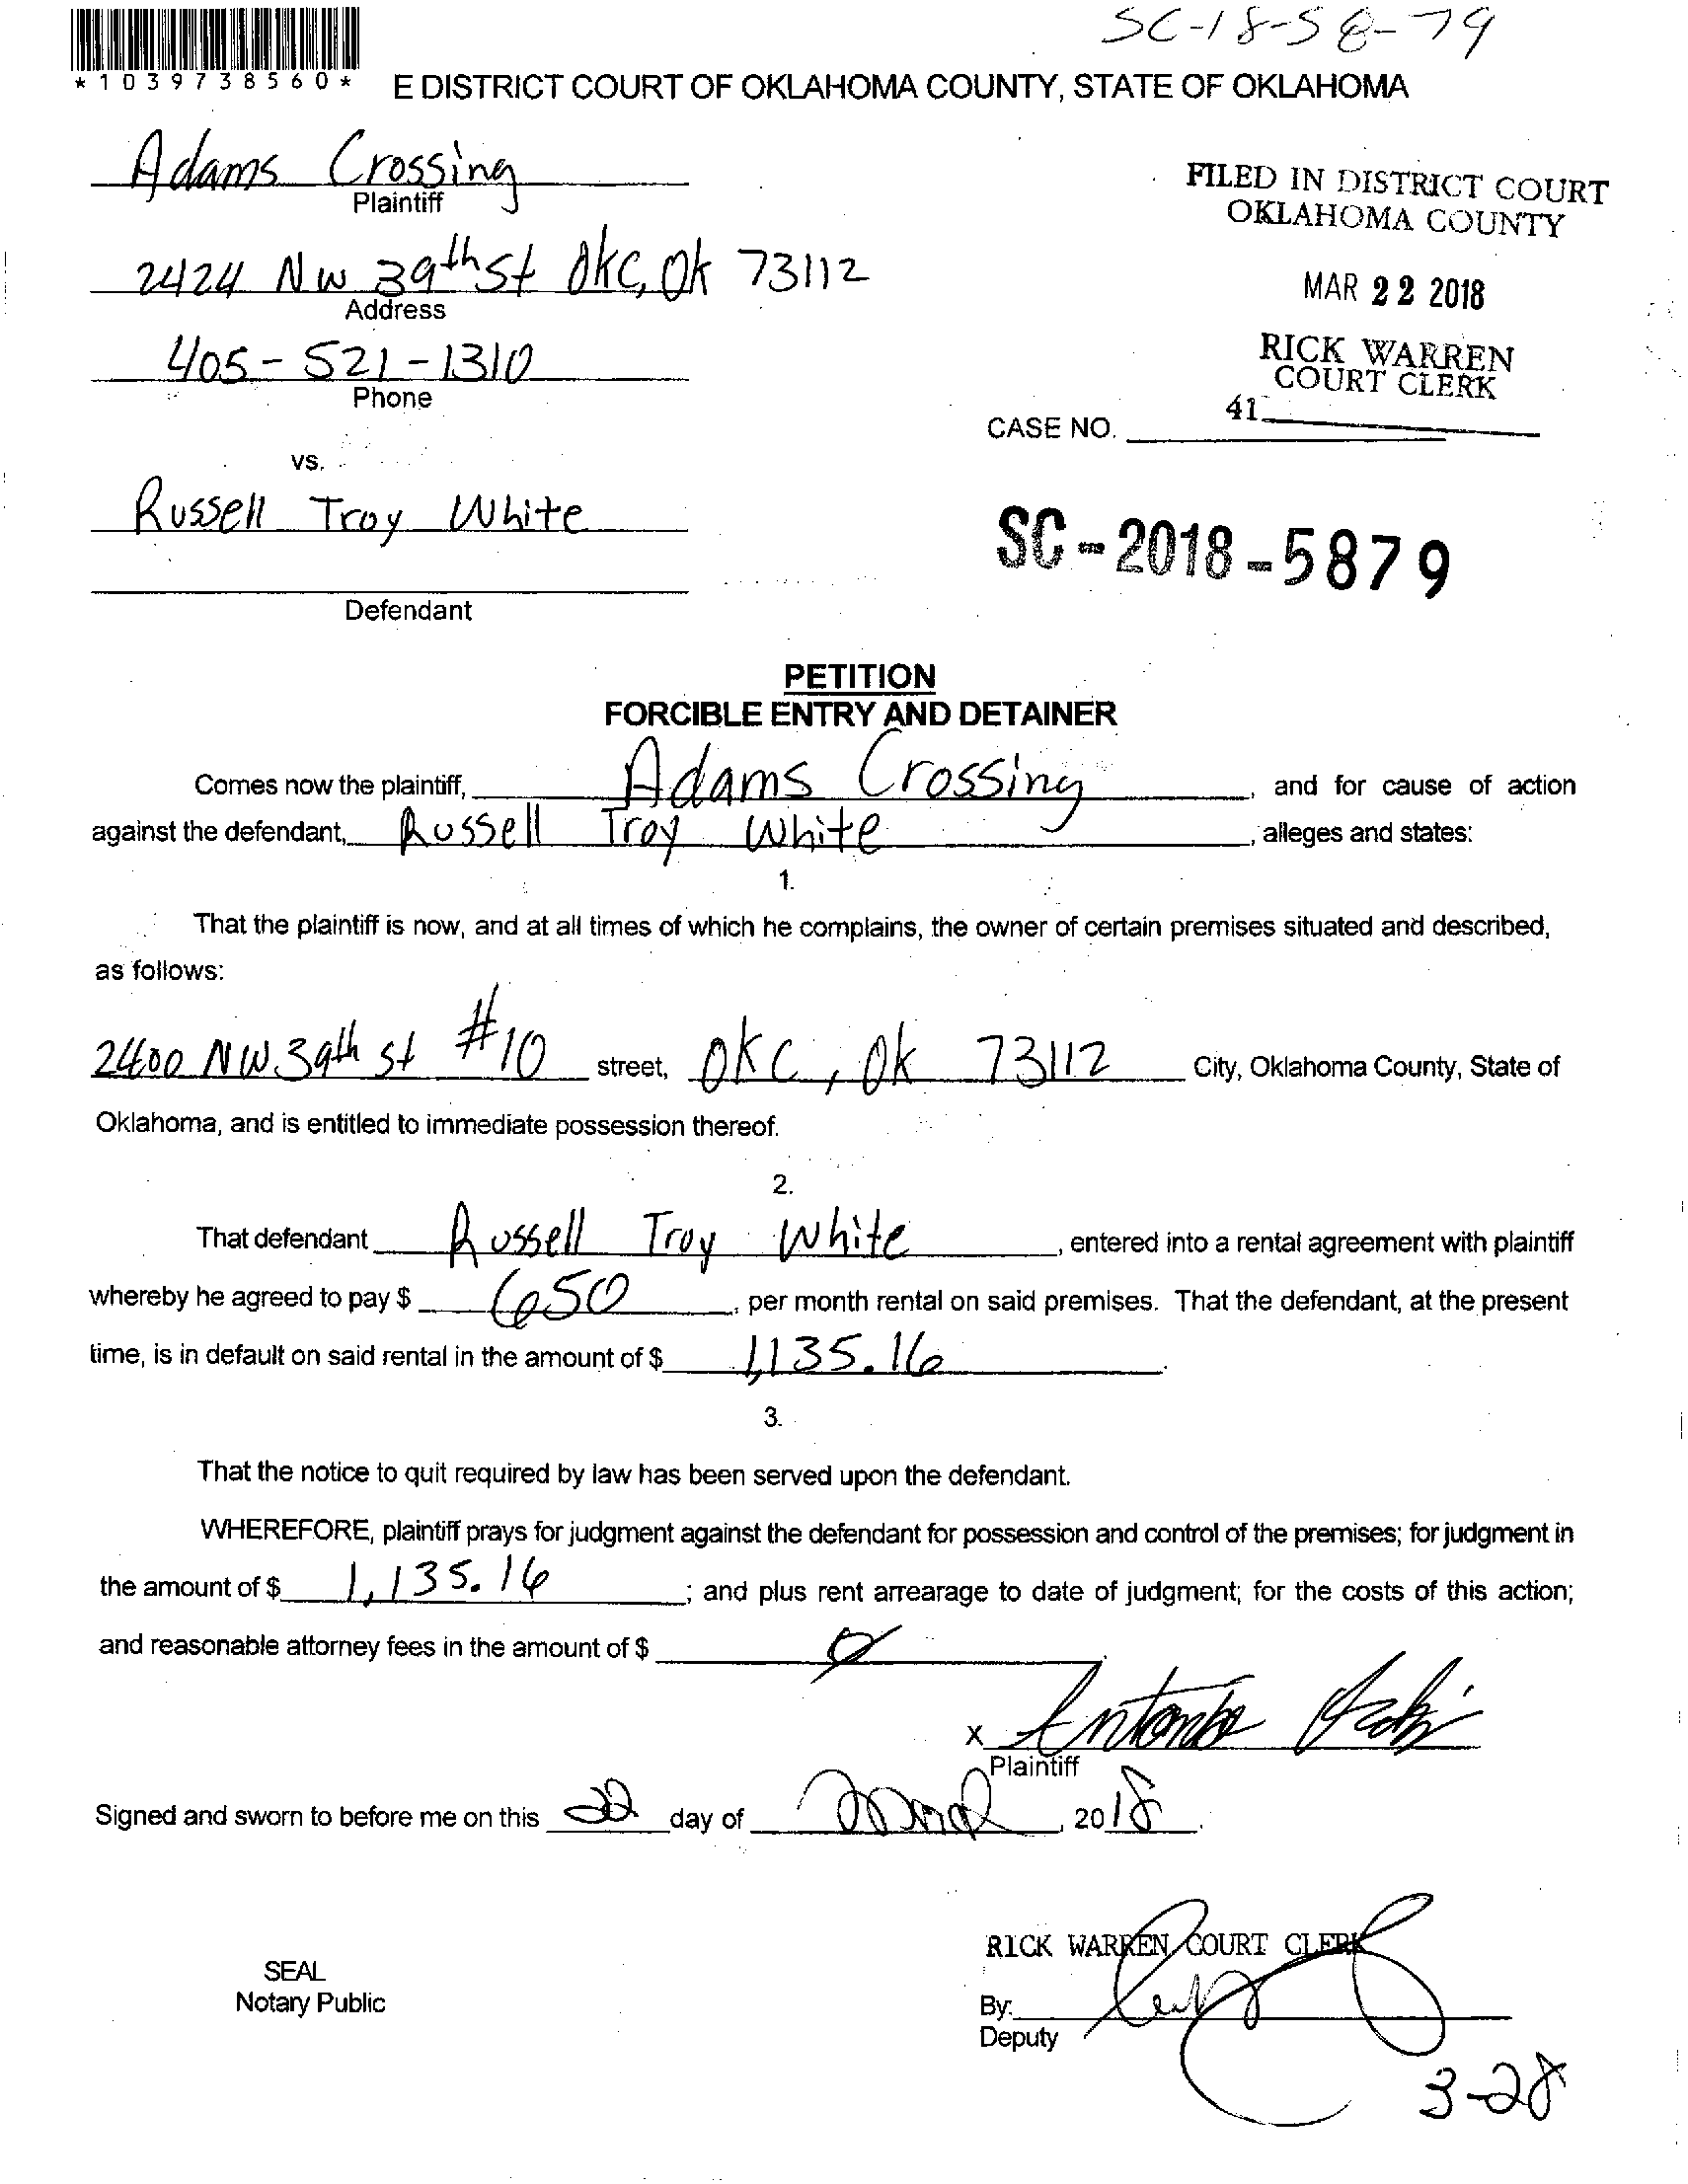 SC-18-58-79
*1039738560*
E DISTRICT COURT OF OKLAHOMA COUNTY, STATE OF OKLAHOMA
Adams Crossing
Plaintiff
FILED IN DISTRICT COURT
OKLAHOMA COUNTY
2424 NW 39th St OKC, OK 73112
Address
MAR 22 2018
405-521-1310
Phone
RICK WARREN
COURT CLERK
41
CASE NO.
vs.
Russell Troy White
SC-2018-5879
Defendant
PETITION
FORCIBLE ENTRY AND DETAINER
Comes now the plaintiff, Adams Crossing, and for cause of action
against the defendant, Russell Troy White, alleges and states:
1.
That the plaintiff is now, and at all times of which he complains, the owner of certain premises situated and described,
as follows:
2400 NW 39th St #10 street, OKC, OK 73112 City, Oklahoma County, State of
Oklahoma, and is entitled to immediate possession thereof.
2.
That defendant Russell Troy White, entered into a rental agreement with plaintiff
whereby he agreed to pay $ 650, per month rental on said premises. That the defendant, at the present
time, is in default on said rental in the amount of $ 1,135.16.
3.
That the notice to quit required by law has been served upon the defendant.
WHEREFORE, plaintiff prays for judgment against the defendant for possession and control of the premises; for judgment in
the amount of $ 1,135.16; and plus rent arrearage to date of judgment; for the costs of this action;
and reasonable attorney fees in the amount of $ 0
X
Plaintiff
Signed and sworn to before me on this 22 day of March, 2018.
RICK WARREN COURT CLERK
SEAL
Notary Public
By:
Deputy
3-28